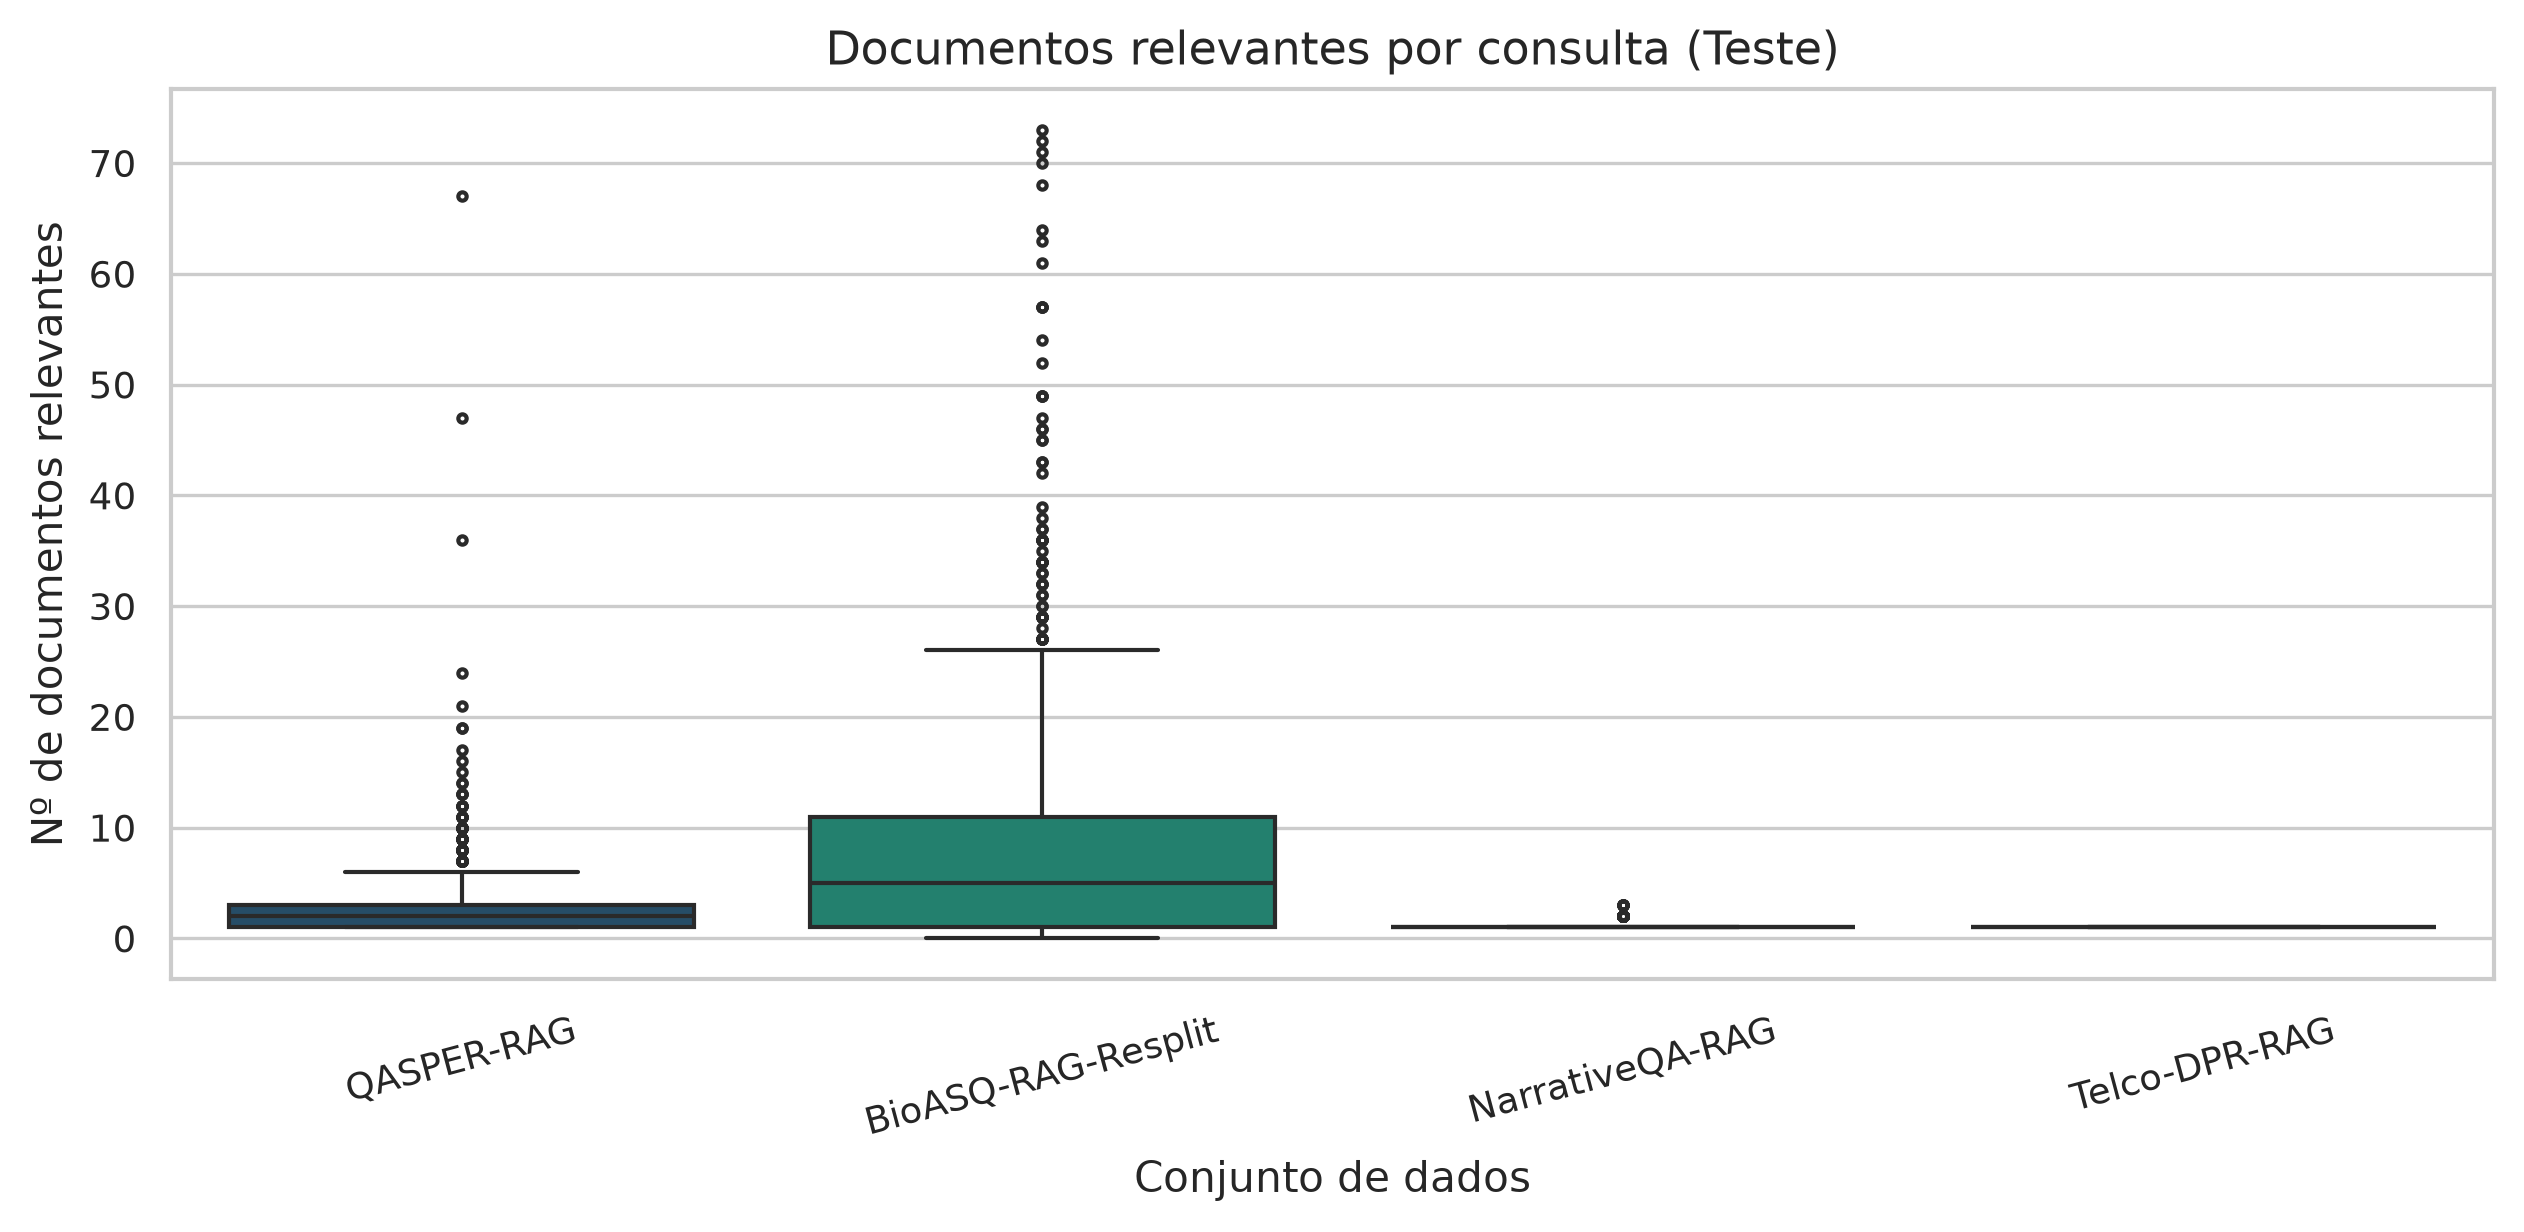 Documentos relevantes por consulta (Teste)
Nº de documentos relevantes
70
60
50
40
30
20
10
0
QASPER-RAG
BioASQ-RAG-Resplit
NarrativeQA-RAG
Telco-DPR-RAG
Conjunto de dados